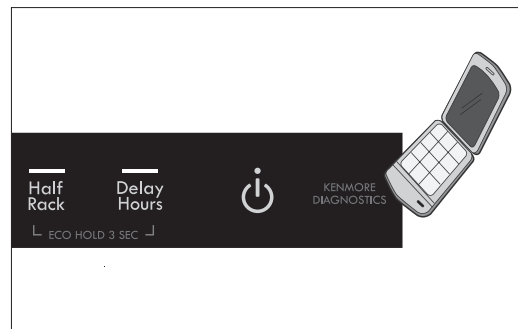 Half
Rack
Delay
Hours
ECO HOLD 3 SEC
KENMORE
DIAGNOSTICS